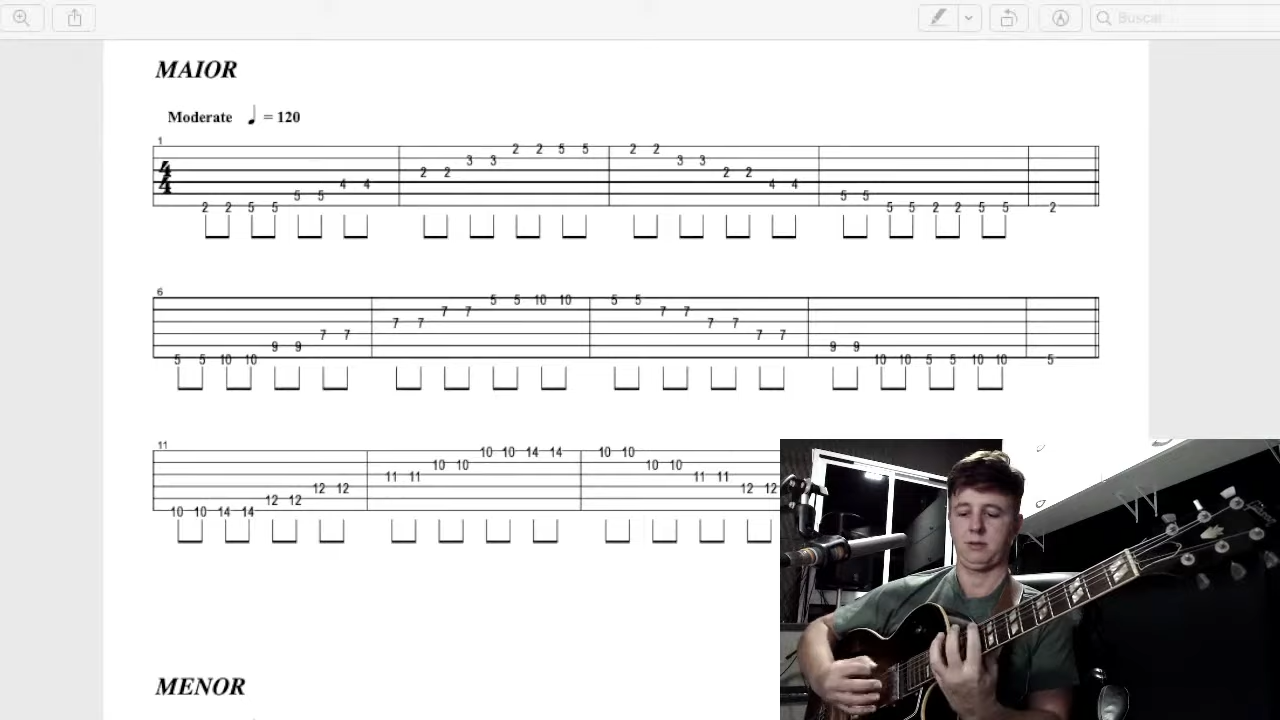 Buscar
MAIOR
Moderate ♩ = 120
1
4 4
2 2 5 5 5 5 4 4 2 2 3 3 2 2 5 5 2 2 3 3 2 2 4 4 5 5 5 5 2 2 5 5 2
6
5 5 10 10 9 9 7 7 7 7 7 7 5 5 10 10 5 5 7 7 7 7 7 7 9 9 10 10 5 5 10 10 5
11
10 10 14 14 12 12 12 12 11 11 10 10 10 10 14 14 10 10 10 10 11 11 12 12
MENOR